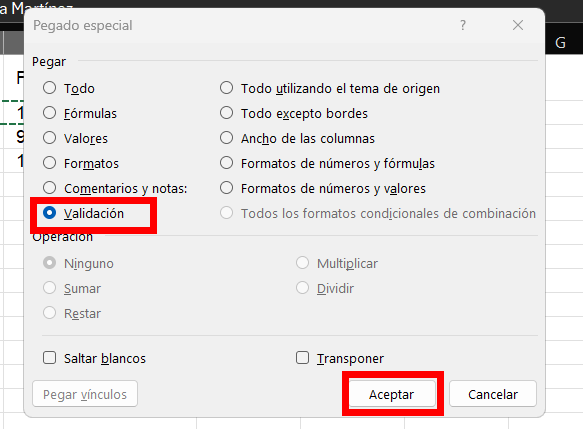 a Martínez
Pegado especial ? ×
G
Pegar
Todo
Todo utilizando el tema de origen
F
Fórmulas
Todo excepto bordes
1
Valores
Ancho de las columnas
9
Formatos
Formatos de números y fórmulas
1
Comentarios y notas:
Formatos de números y valores
Validación
Todos los formatos condicionales de combinación
Operación
Ninguno
Multiplicar
Sumar
Dividir
Restar
Saltar blancos
Transponer
Pegar vínculos
Aceptar
Cancelar